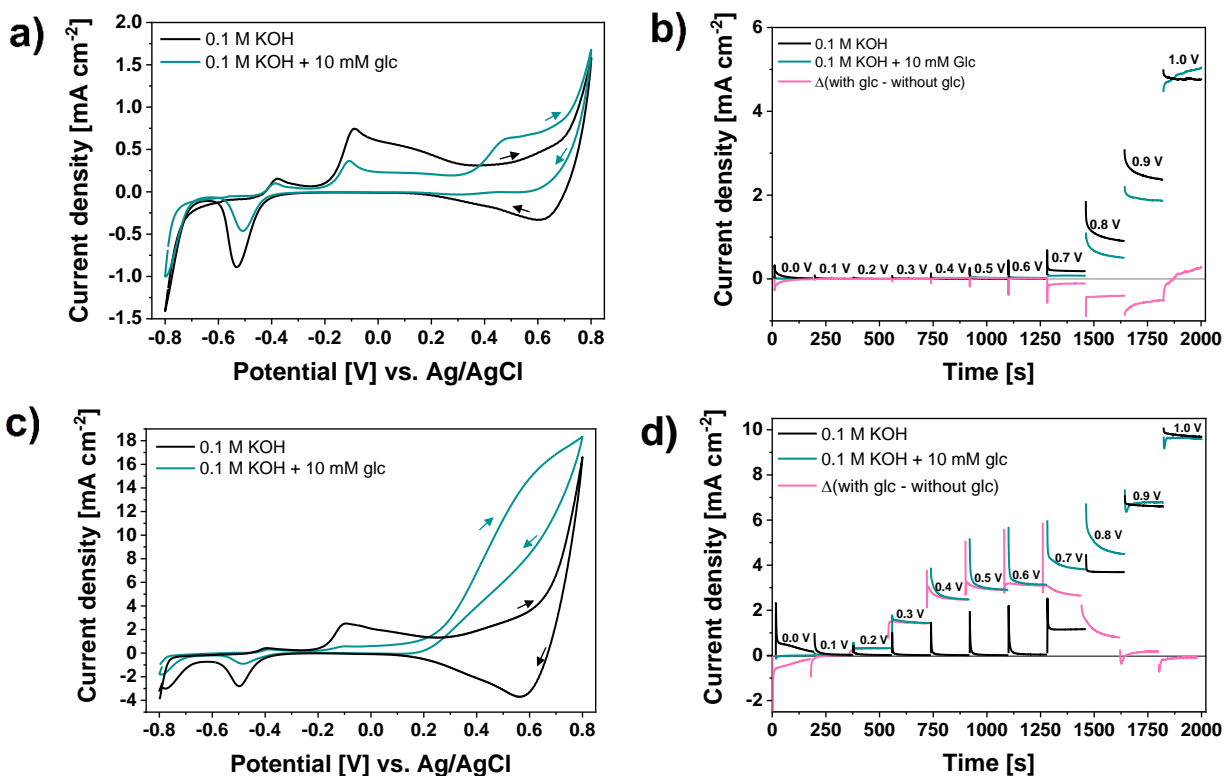 a)
2.0
1.5
1.0
0.5
0.0
-0.5
-1.0
-1.5
Current density [mA cm-2]
0.1 M KOH
0.1 M KOH + 10 mM glc
-0.8 -0.6 -0.4 -0.2 0.0 0.2 0.4 0.6 0.8
Potential [V] vs. Ag/AgCl
b)
6
4
2
0
Current density [mA cm-2]
0.1 M KOH
0.1 M KOH + 10 mM Glc
Δ(with glc - without glc)
0.0 V 0.1 V 0.2 V 0.3 V 0.4 V 0.5 V 0.6 V 0.7 V 0.8 V 0.9 V 1.0 V
0 250 500 750 1000 1250 1500 1750 2000
Time [s]
c)
18
16
14
12
10
8
6
4
2
0
-2
-4
Current density [mA cm-2]
0.1 M KOH
0.1 M KOH + 10 mM glc
-0.8 -0.6 -0.4 -0.2 0.0 0.2 0.4 0.6 0.8
Potential [V] vs. Ag/AgCl
d)
10
8
6
4
2
0
-2
Current density [mA cm-2]
0.1 M KOH
0.1 M KOH + 10 mM glc
Δ(with glc - without glc)
0.0 V 0.1 V 0.2 V 0.3 V 0.4 V 0.5 V 0.6 V 0.7 V 0.8 V 0.9 V 1.0 V
0 250 500 750 1000 1250 1500 1750 2000
Time [s]